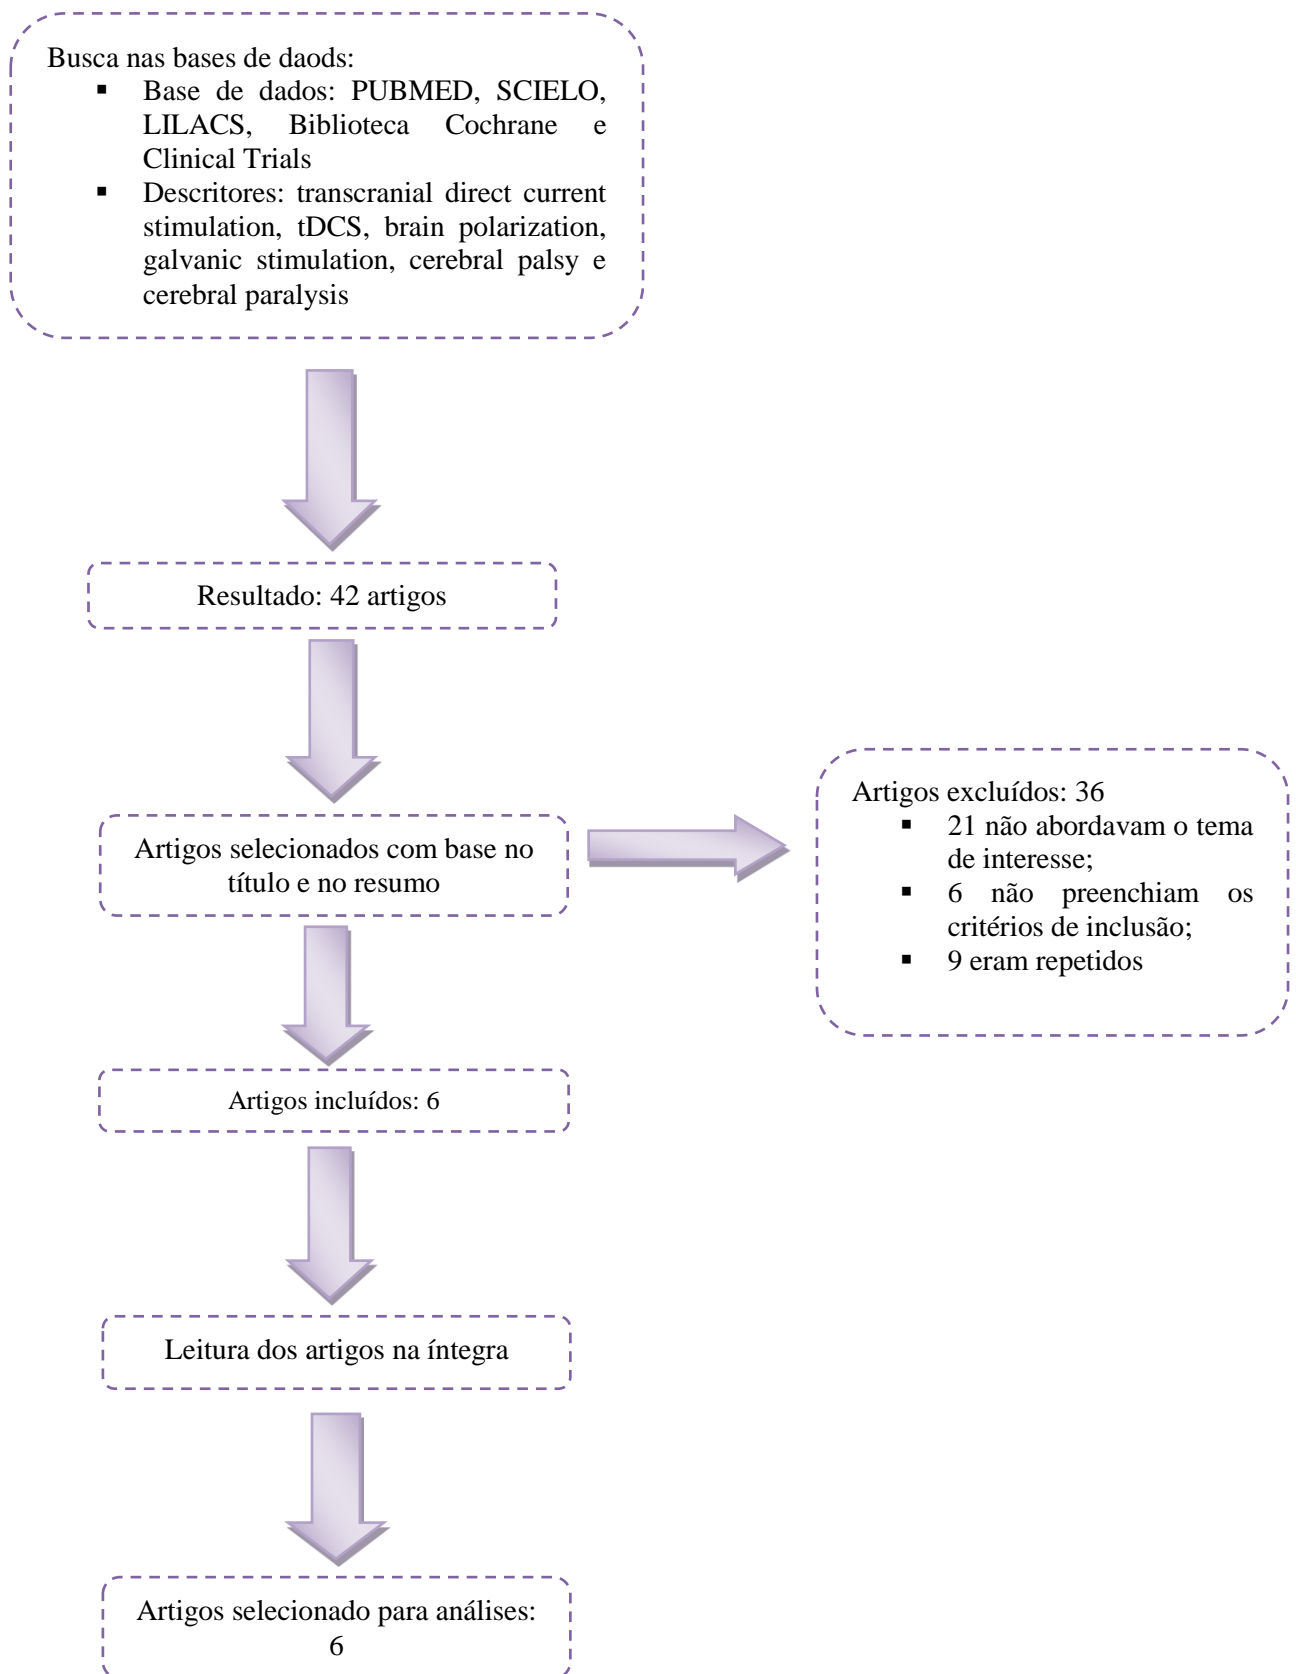 Busca nas bases de daods:
▪ Base de dados: PUBMED, SCIELO,
LILACS, Biblioteca Cochrane e
Clinical Trials
▪ Descritores: transcranial direct current
stimulation, tDCS, brain polarization,
galvanic stimulation, cerebral palsy e
cerebral paralysis
Resultado: 42 artigos
Artigos selecionados com base no
título e no resumo
Artigos excluídos: 36
▪ 21 não abordavam o tema
de interesse;
▪ 6 não preenchiam os
critérios de inclusão;
▪ 9 eram repetidos
Artigos incluídos: 6
Leitura dos artigos na íntegra
Artigos selecionado para análises:
6